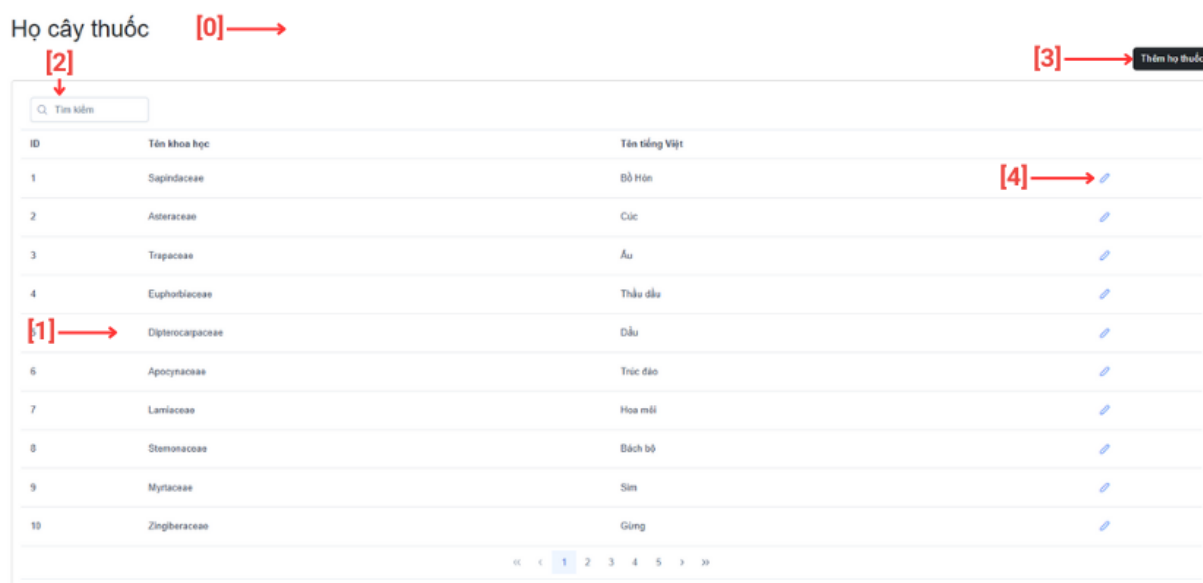 Họ cây thuốc [0]
[2]
[3] Thêm họ thuốc
Tìm kiếm
ID Tên khoa học Tên tiếng Việt
1 Sapindaceae Bồ Hòn [4]
2 Asteraceae Cúc
3 Trapaceae Ấu
4 Euphorbiaceae Thầu dầu
[1] Dipterocarpaceae Dầu
6 Apocynaceae Trúc đào
7 Lamiaceae Hoa môi
8 Stemonaceae Bách bộ
9 Myrtaceae Sim
10 Zingiberaceae Gừng
« ‹ 1 2 3 4 5 › »